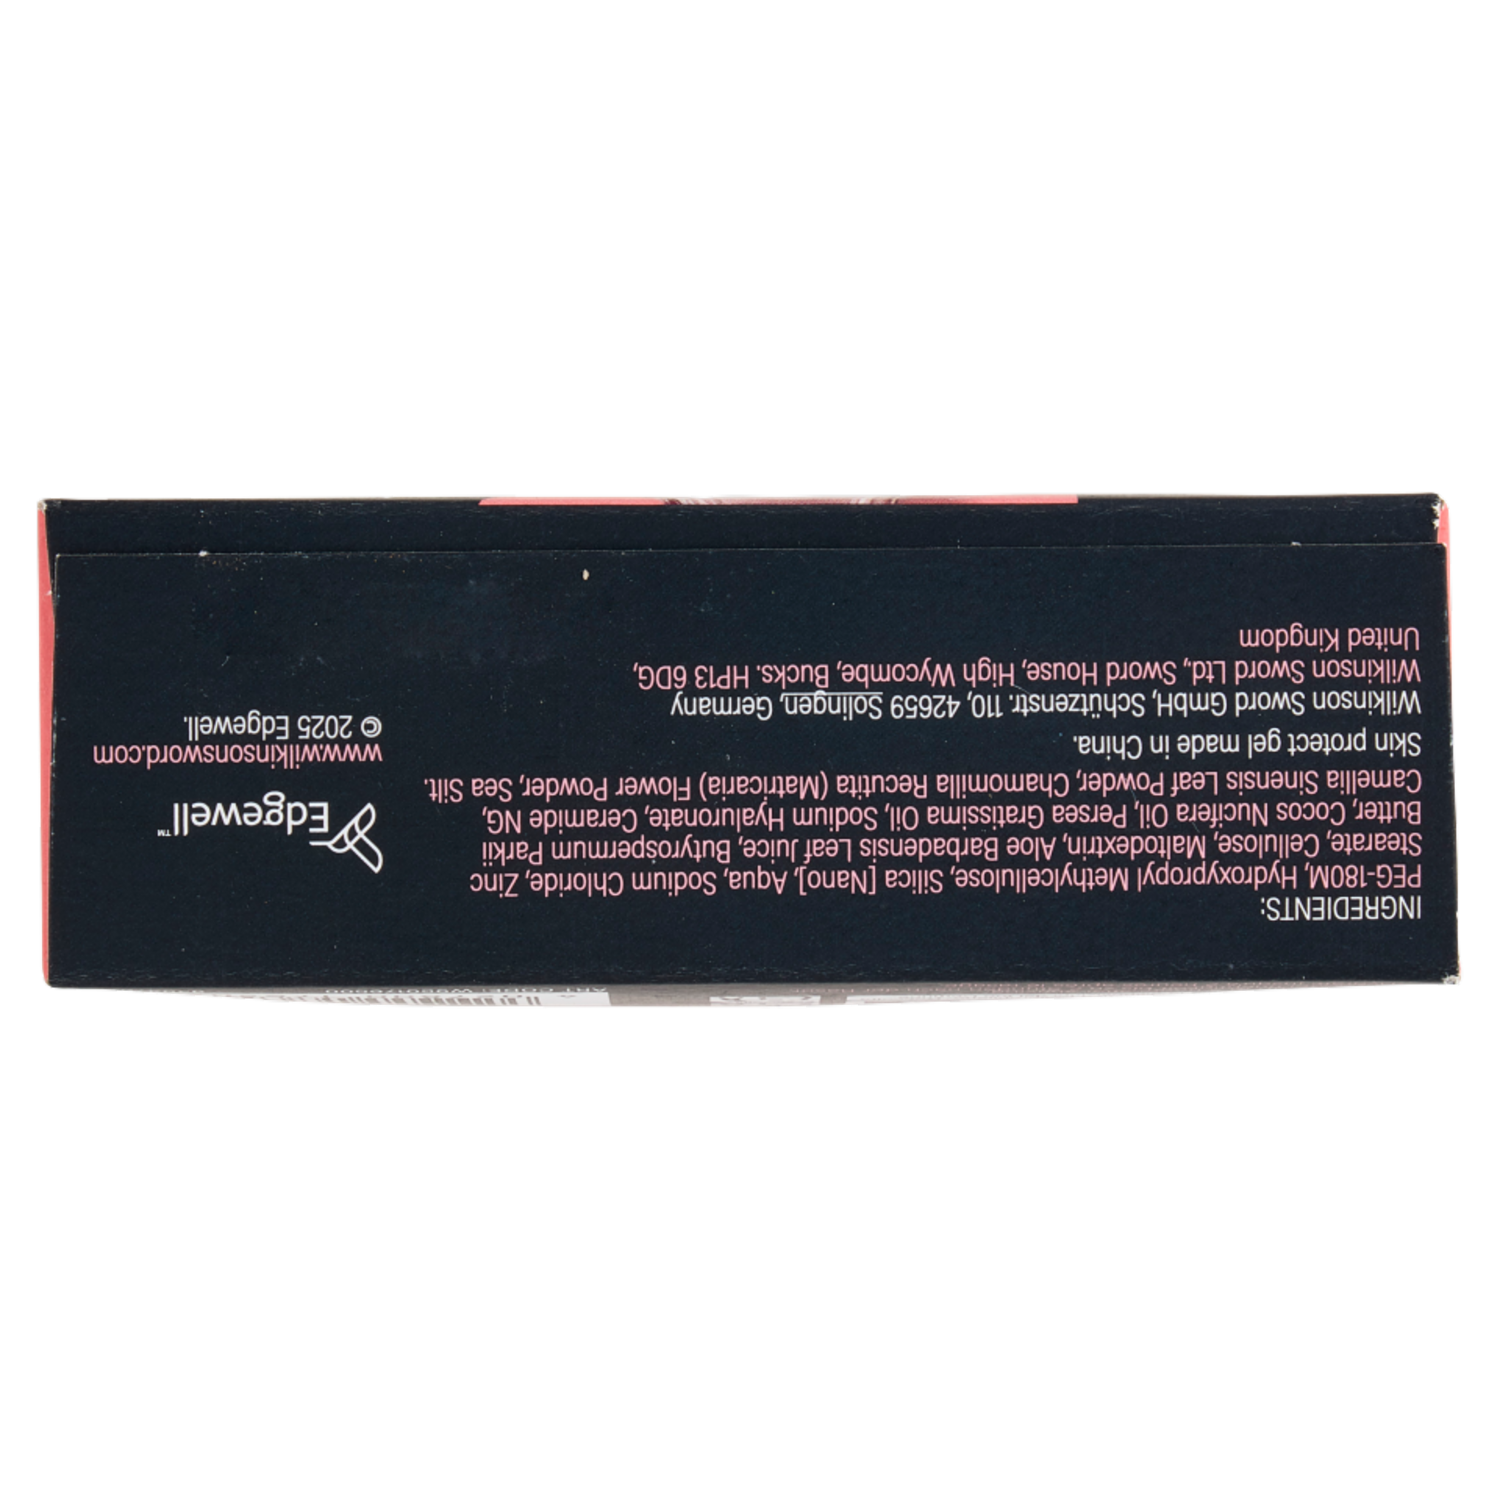 INGREDIENTS:
PEG-180M, Hydroxypropyl Methylcellulose, Silica [Nano], Aqua, Sodium Chloride, Zinc
Stearate, Cellulose, Maltodextrin, Aloe Barbadensis Leaf Juice, Butyrospermum Parkii
Butter, Cocos Nucifera Oil, Persea Gratissima Oil, Sodium Hyaluronate, Ceramide NG,
Camellia Sinensis Leaf Powder, Chamomilla Recutita (Matricaria) Flower Powder, Sea Silt.
Skin protect gel made in China.
Wilkinson Sword GmbH, Schützenstr. 110, 42659 Solingen, Germany
Wilkinson Sword Ltd., Sword House, High Wycombe, Bucks. HP13 6DG,
United Kingdom
Edgewell™
www.wilkinsonsword.com
© 2025 Edgewell.